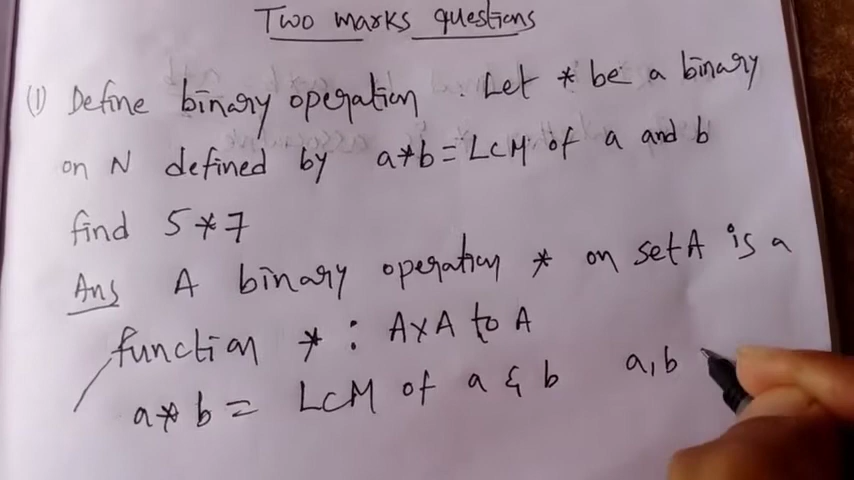 Two marks questions
(1) Define binary operation. Let * be a binary
on N defined by a*b = LCM of a and b
find 5*7
Ans A binary operation * on set A is a
function * : A×A to A
a*b = LCM of a & b a,b